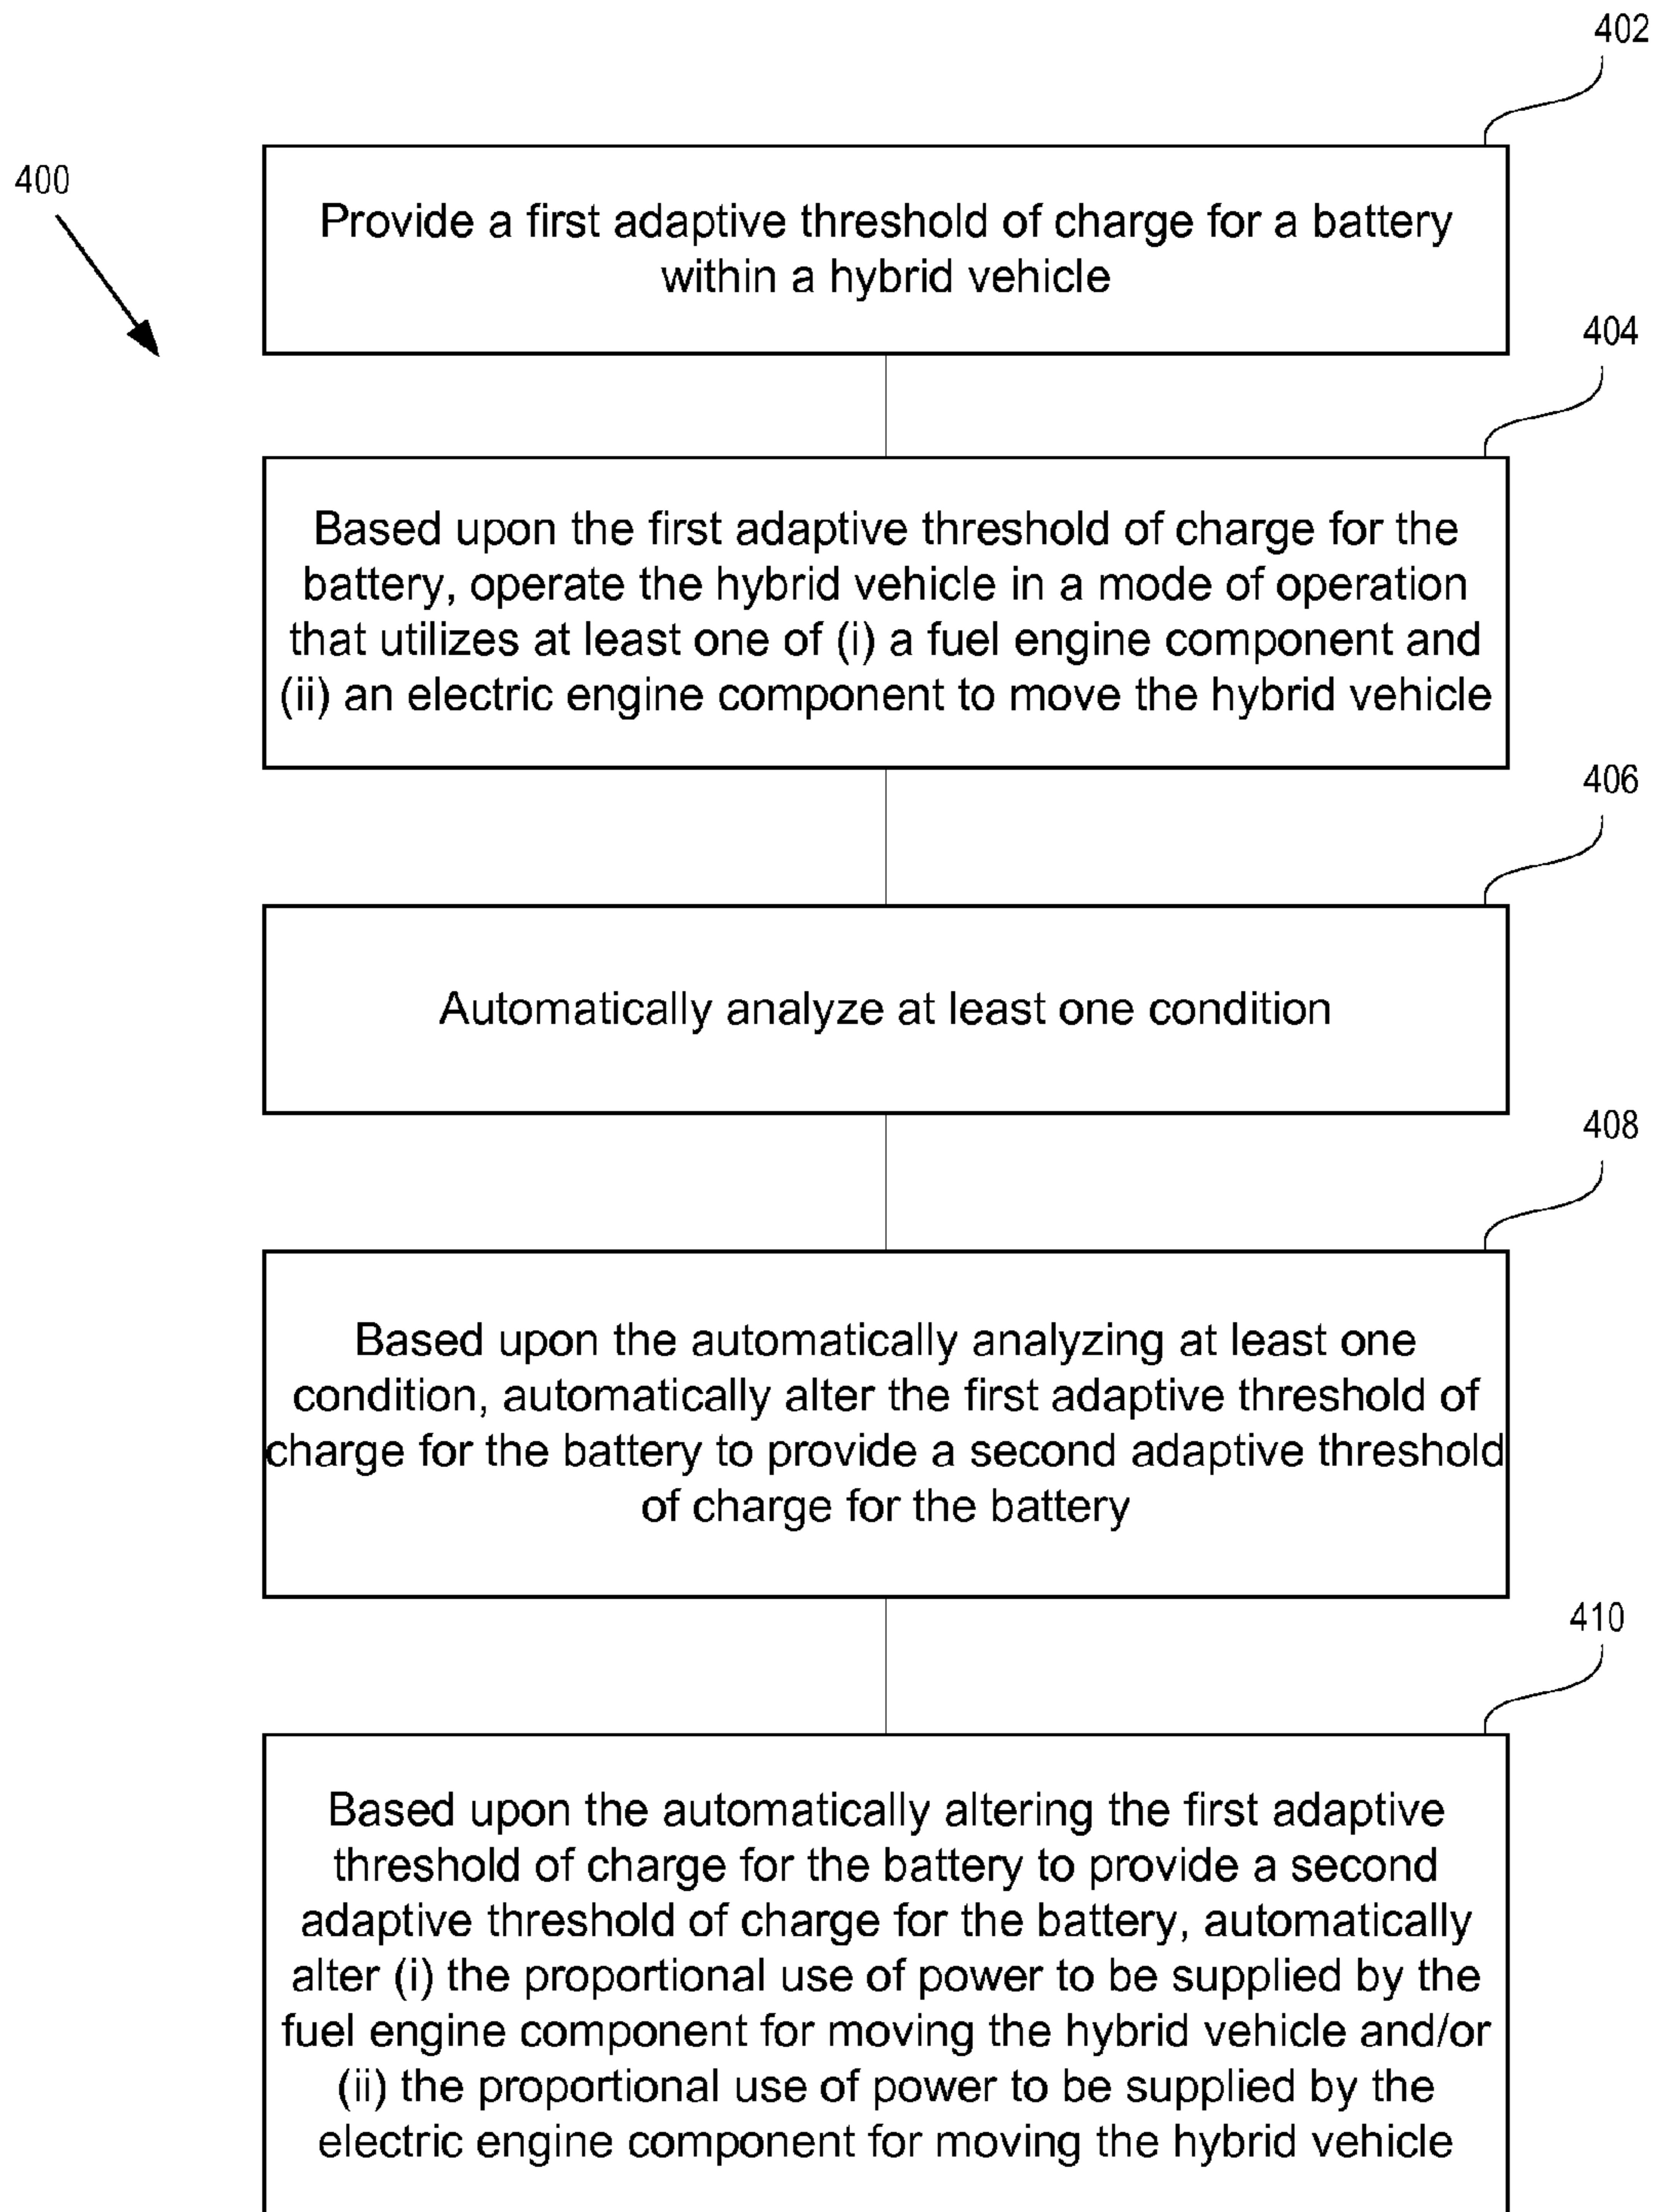 402
400
Provide a first adaptive threshold of charge for a battery
within a hybrid vehicle
404
Based upon the first adaptive threshold of charge for the
battery, operate the hybrid vehicle in a mode of operation
that utilizes at least one of (i) a fuel engine component and
(ii) an electric engine component to move the hybrid vehicle
406
Automatically analyze at least one condition
408
Based upon the automatically analyzing at least one
condition, automatically alter the first adaptive threshold of
charge for the battery to provide a second adaptive threshold
of charge for the battery
410
Based upon the automatically altering the first adaptive
threshold of charge for the battery to provide a second
adaptive threshold of charge for the battery, automatically
alter (i) the proportional use of power to be supplied by the
fuel engine component for moving the hybrid vehicle and/or
(ii) the proportional use of power to be supplied by the
electric engine component for moving the hybrid vehicle